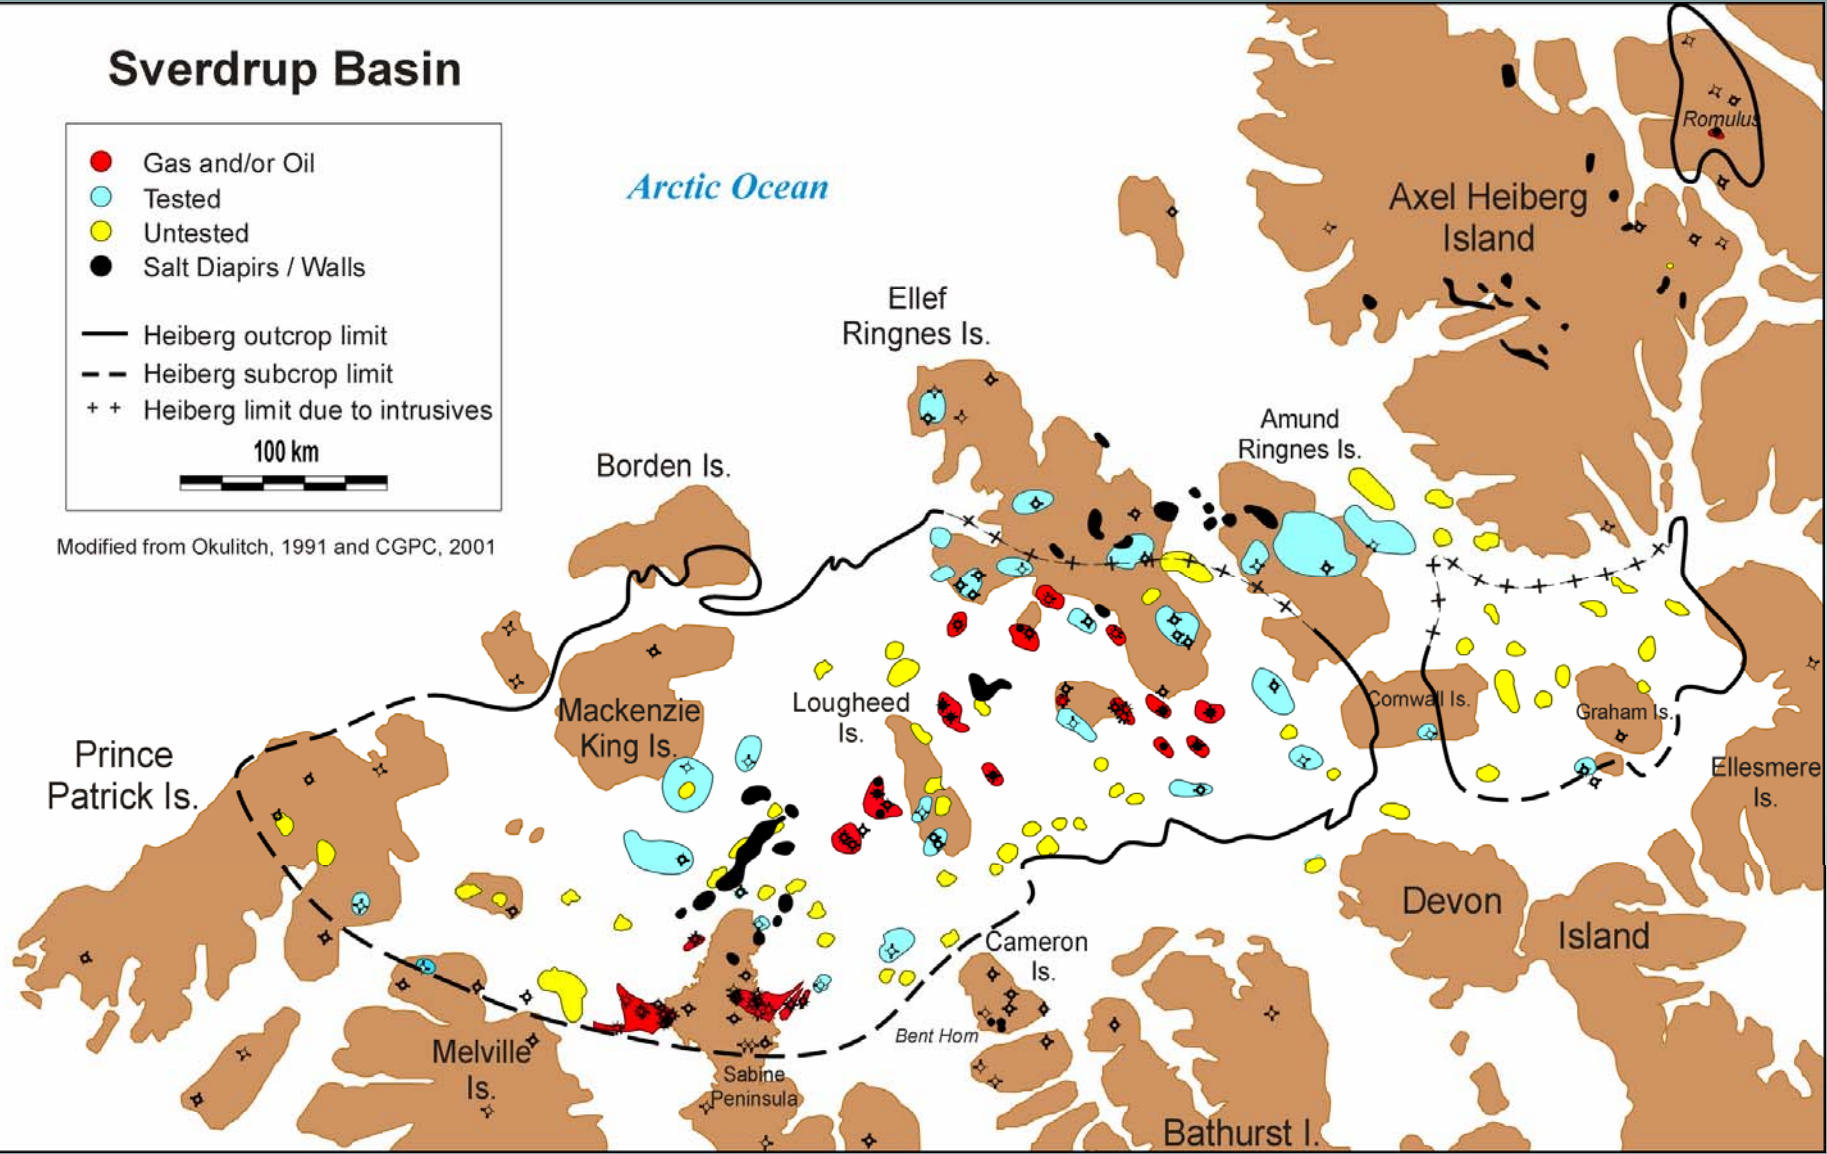 Sverdrup Basin
Gas and/or Oil
Tested
Untested
Salt Diapirs / Walls
Heiberg outcrop limit
Heiberg subcrop limit
+ + Heiberg limit due to intrusives
100 km
Modified from Okulitch, 1991 and CGPC, 2001
Arctic Ocean
Romulus
Axel Heiberg
Island
Ellef
Ringnes Is.
Amund
Ringnes Is.
Borden Is.
Mackenzie
King Is.
Lougheed
Is.
Cornwall Is.
Graham Is.
Prince
Patrick Is.
Ellesmere
Is.
Devon
Island
Cameron
Is.
Bent Horn
Melville
Is.
Sabine
Peninsula
Bathurst I.